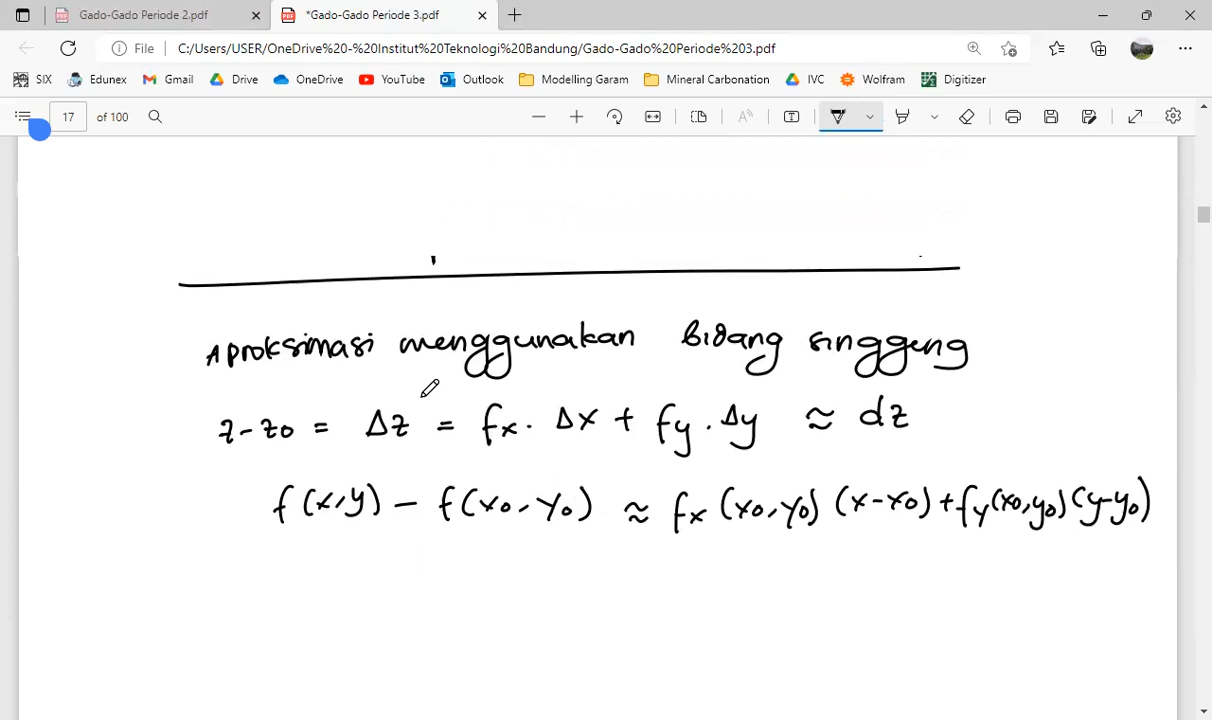 Gado-Gado Periode 2.pdf
*Gado-Gado Periode 3.pdf
File
C:/Users/USER/OneDrive%20-%20Institut%20Teknologi%20Bandung/Gado-Gado%20Periode%203.pdf
SIX Edunex Gmail Drive OneDrive YouTube Outlook Modelling Garam Mineral Carbonation IVC Wolfram Digitizer
17 of 100
Aproksimasi menggunakan bidang singgeng
z - z0 = Δz = fx · Δx + fy · Δy ≈ dz
f(x,y) - f(x0,y0) ≈ fx (x0,y0) (x-x0) + fy(x0,y0)(y-y0)